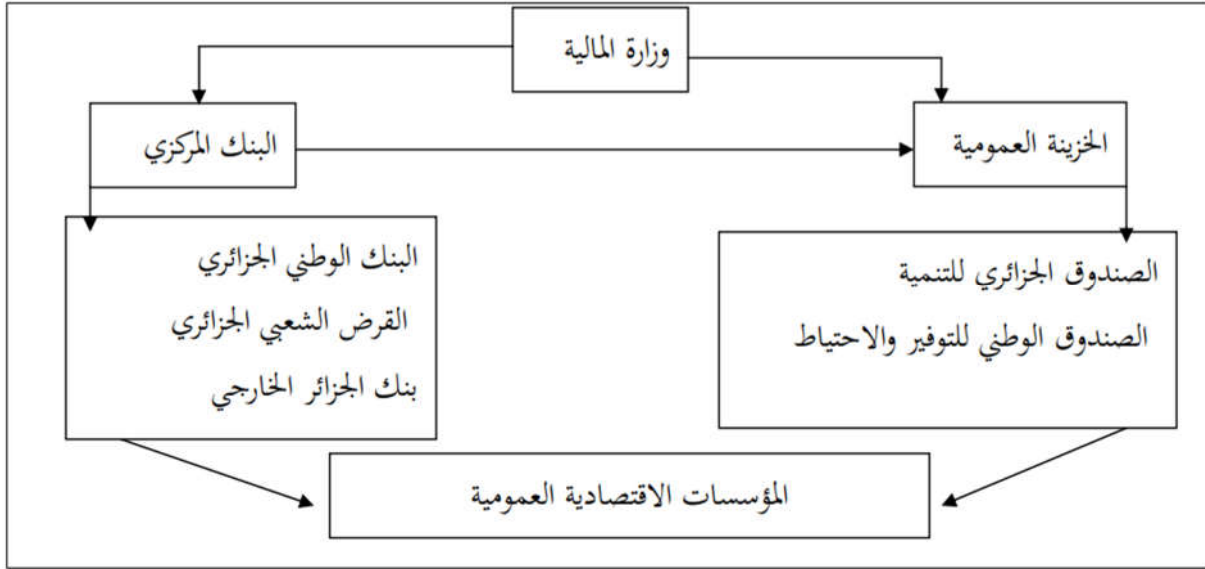 وزارة المالية
الخزينة العمومية
البنك المركزي
الصندوق الجزائري للتنمية
الصندوق الوطني للتوفير والاحتياط
البنك الوطني الجزائري
القرض الشعبي الجزائري
بنك الجزائر الخارجي
المؤسسات الاقتصادية العمومية